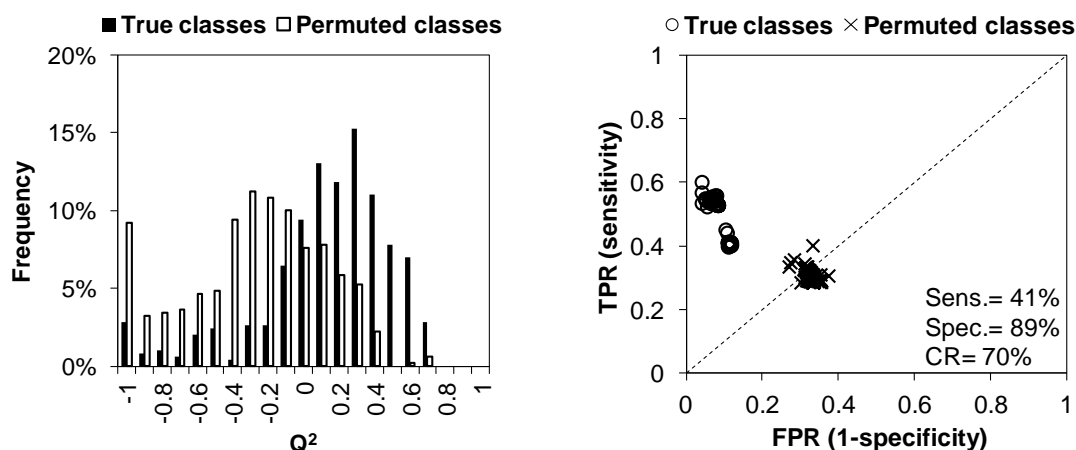 True classes Permuted classes
20%
15%
10%
5%
0%
Frequency
-1
-0.8
-0.6
-0.4
-0.2
0
0.2
0.4
0.6
0.8
1
Q²
True classes Permuted classes
1
0.8
0.6
0.4
0.2
0
TPR (sensitivity)
Sens.= 41%
Spec.= 89%
CR= 70%
0 0.2 0.4 0.6 0.8 1
FPR (1-specificity)